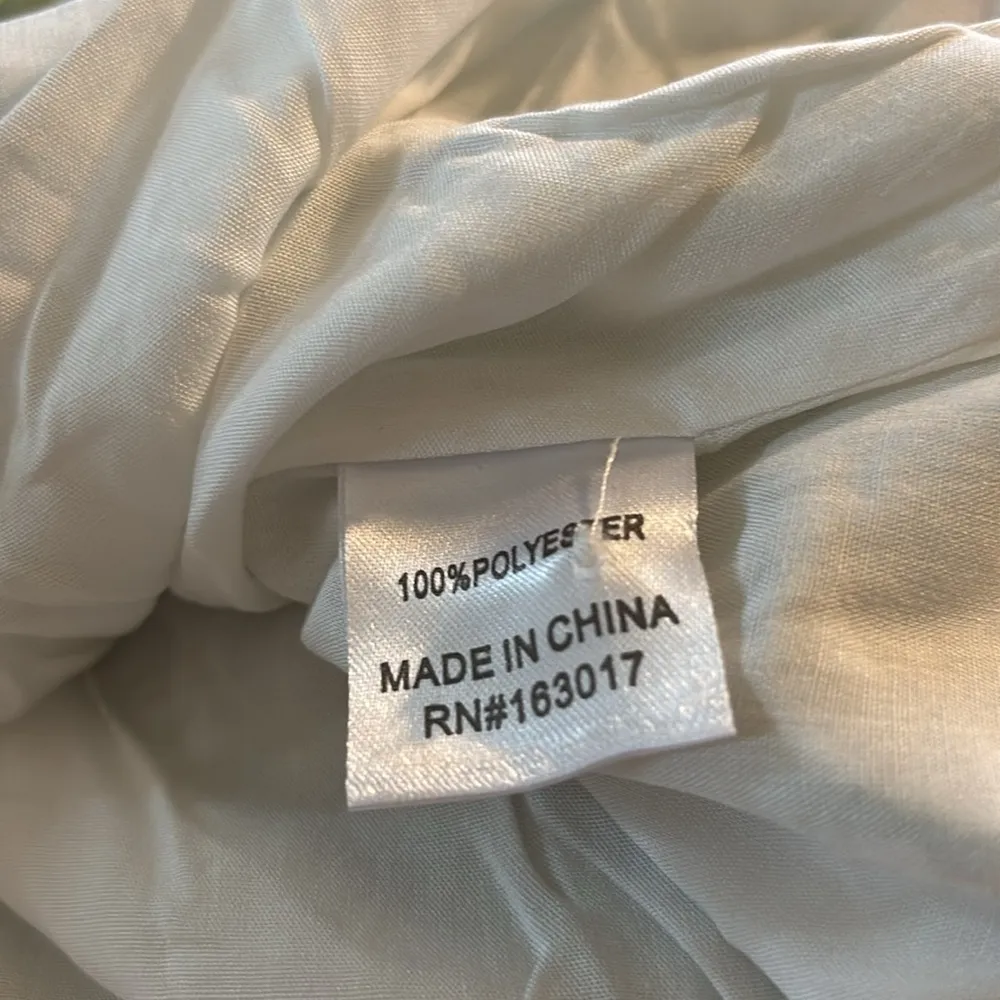 100%POLYESTER
MADE IN CHINA
RN#163017